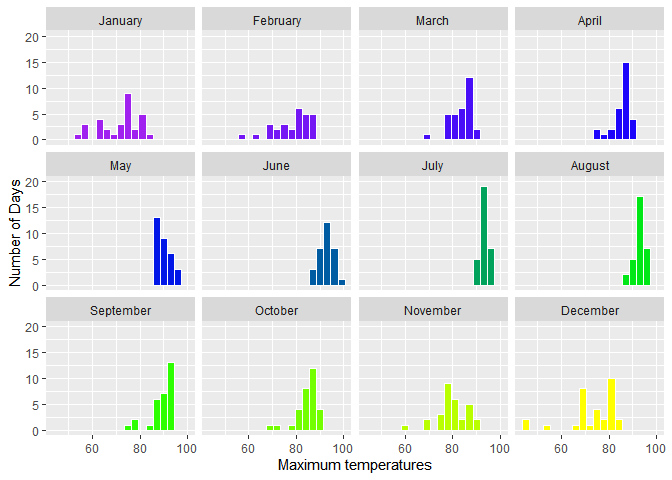 January February March April
20
15
10
5
0
May June July August
20
15
10
5
0
Number of Days
September October November December
20
15
10
5
0
60 80 100 60 80 100 60 80 100 60 80 100
Maximum temperatures